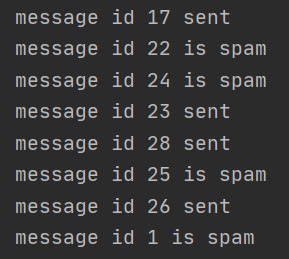 message id 17 sent
message id 22 is spam
message id 24 is spam
message id 23 sent
message id 28 sent
message id 25 is spam
message id 26 sent
message id 1 is spam